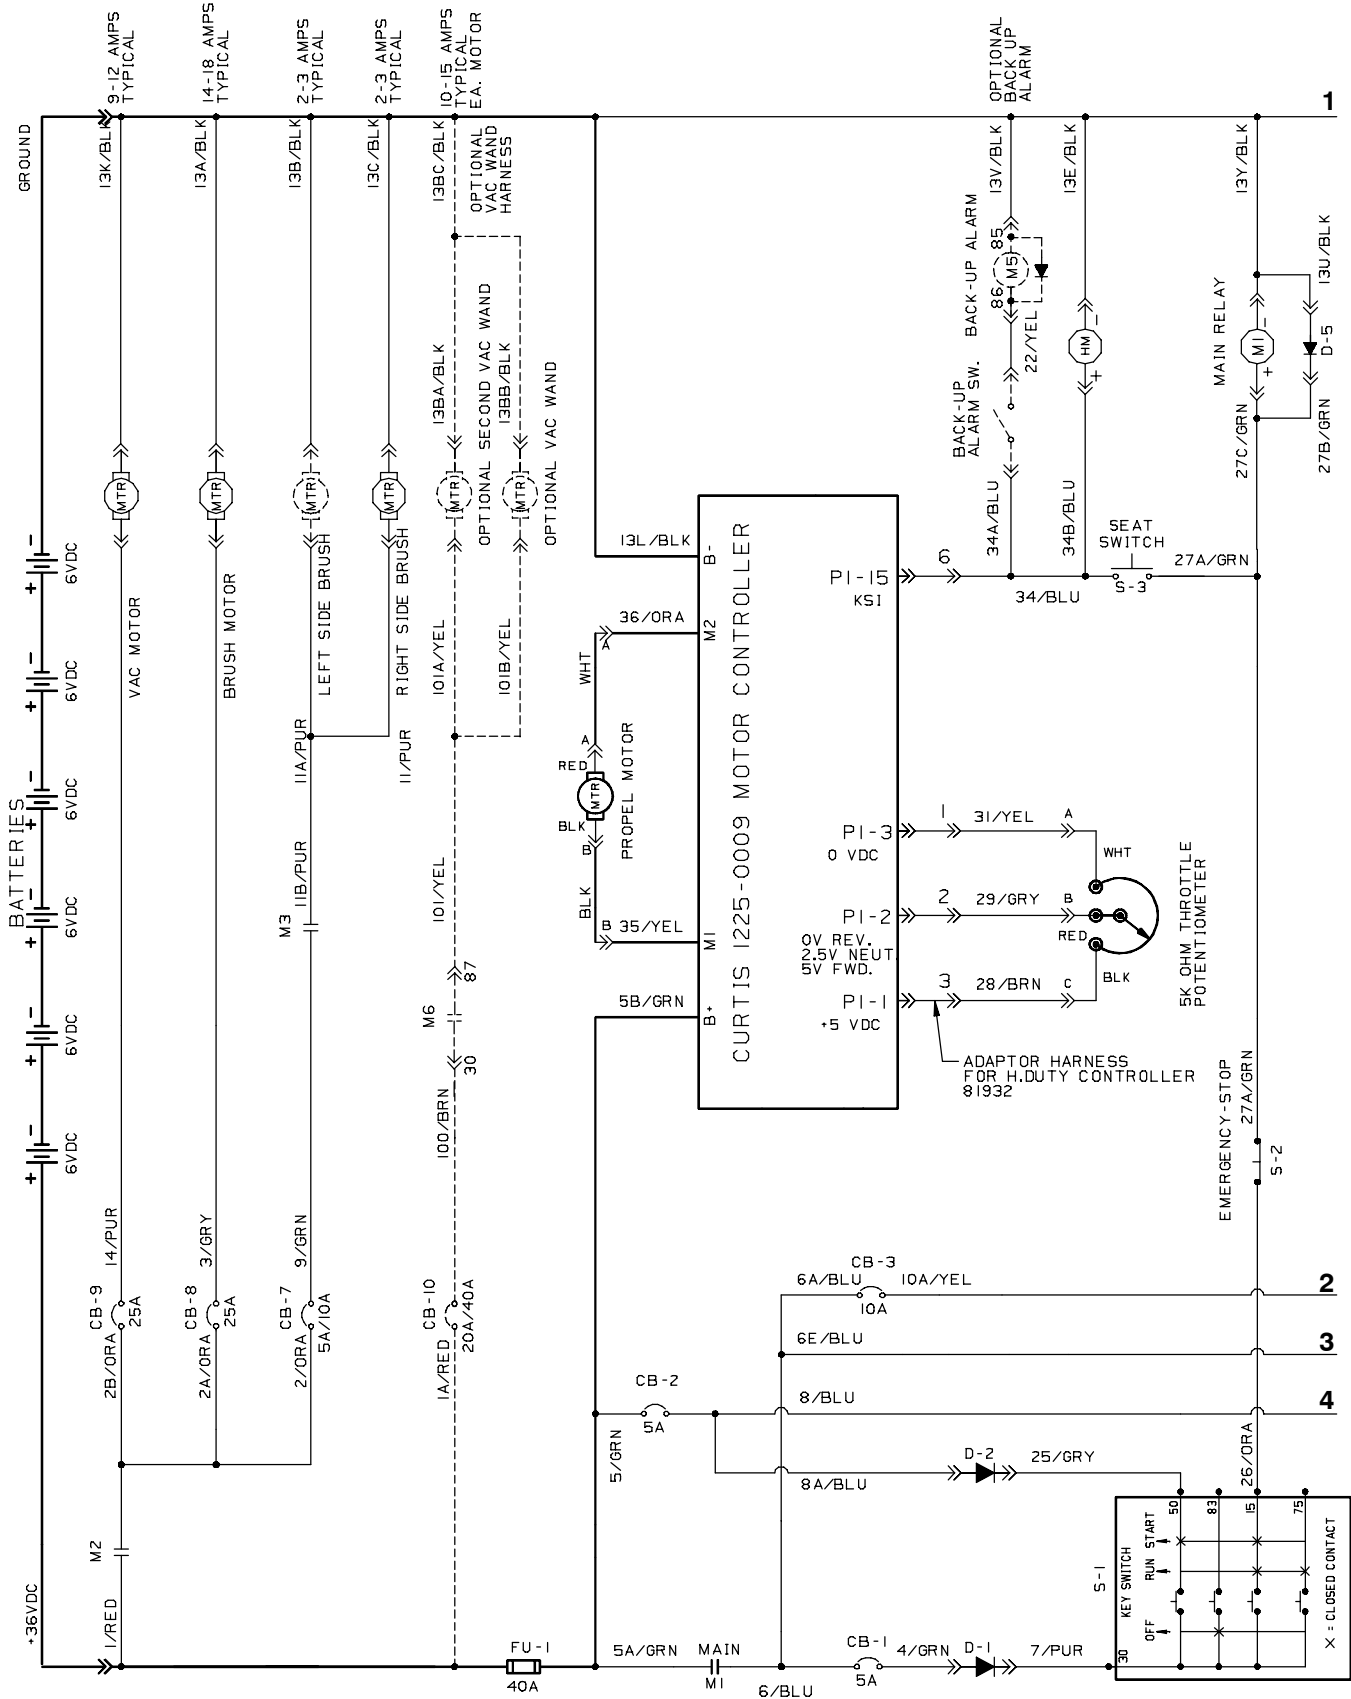 GROUND
9-12 AMPS
TYPICAL
14-18 AMPS
TYPICAL
2-3 AMPS
TYPICAL
2-3 AMPS
TYPICAL
10-15 AMPS
TYPICAL
EA. MOTOR
OPTIONAL
BACK UP
ALARM
1
13K/BLK
13A/BLK
13B/BLK
13C/BLK
13BC/BLK
OPTIONAL
VAC WAND
HARNESS
13V/BLK
13E/BLK
13Y/BLK
BACK-UP ALARM
85
M5
86
22/YEL
BACK-UP
ALARM SW.
HM
-
+
MAIN RELAY
M1
-
+
13U/BLK
D-5
27C/GRN
27B/GRN
13BA/BLK
13BB/BLK
OPTIONAL SECOND VAC WAND
OPTIONAL VAC WAND
MTR
MTR
MTR
MTR
MTR
MTR
BATTERIES
- 6VDC +
- 6VDC +
- 6VDC +
- 6VDC +
- 6VDC +
- 6VDC +
VAC MOTOR
BRUSH MOTOR
LEFT SIDE BRUSH
RIGHT SIDE BRUSH
101A/YEL
101B/YEL
11A/PUR
11/PUR
11B/PUR
M3
101/YEL
87
M6
30
100/BRN
13L/BLK
B-
36/ORA
A
M2
WHT
A
RED
MTR
PROPEL MOTOR
BLK
B
BLK
B
35/YEL
M1
5B/GRN
B+
CURTIS 1225-0009 MOTOR CONTROLLER
P1-15
KSI
6
34A/BLU
34B/BLU
34/BLU
SEAT
SWITCH
S-3
27A/GRN
P1-3
0 VDC
1
31/YEL
A
WHT
P1-2
0V REV.
2.5V NEUT.
5V FWD.
2
29/GRY
B
RED
P1-1
+5 VDC
3
28/BRN
C
BLK
5K OHM THROTTLE
POTENTIOMETER
ADAPTOR HARNESS
FOR H.DUTY CONTROLLER
81932
27A/GRN
EMERGENCY-STOP
S-2
14/PUR
3/GRY
9/GRN
CB-9
25A
CB-8
25A
CB-7
5A/10A
CB-10
20A/40A
2B/ORA
2A/ORA
2/ORA
1A/RED
CB-3
6A/BLU
10A/YEL
10A
2
6E/BLU
3
CB-2
5A
8/BLU
4
5/GRN
8A/BLU
D-2
25/GRY
26/ORA
M2
+36VDC
1/RED
FU-1
40A
5A/GRN
MAIN
M1
6/BLU
CB-1
5A
4/GRN
D-1
7/PUR
S-1
KEY SWITCH
OFF
RUN
START
30
50
83
15
75
X = CLOSED CONTACT